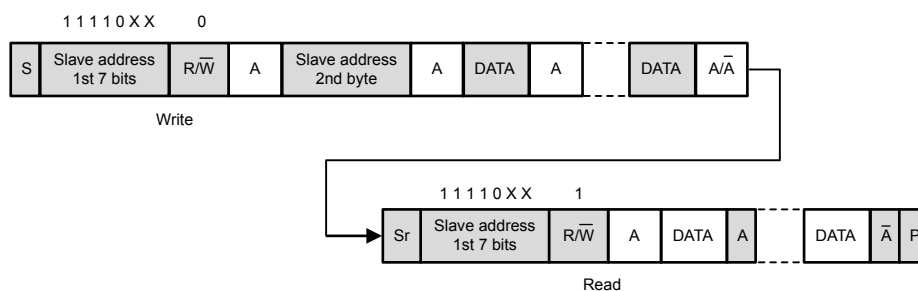 1 1 1 1 0 X X 0
S Slave address 1st 7 bits R/W̅ A Slave address 2nd byte A DATA A DATA A/A̅
Write
1 1 1 1 0 X X 1
Sr Slave address 1st 7 bits R/W̅ A DATA A DATA A̅ P
Read